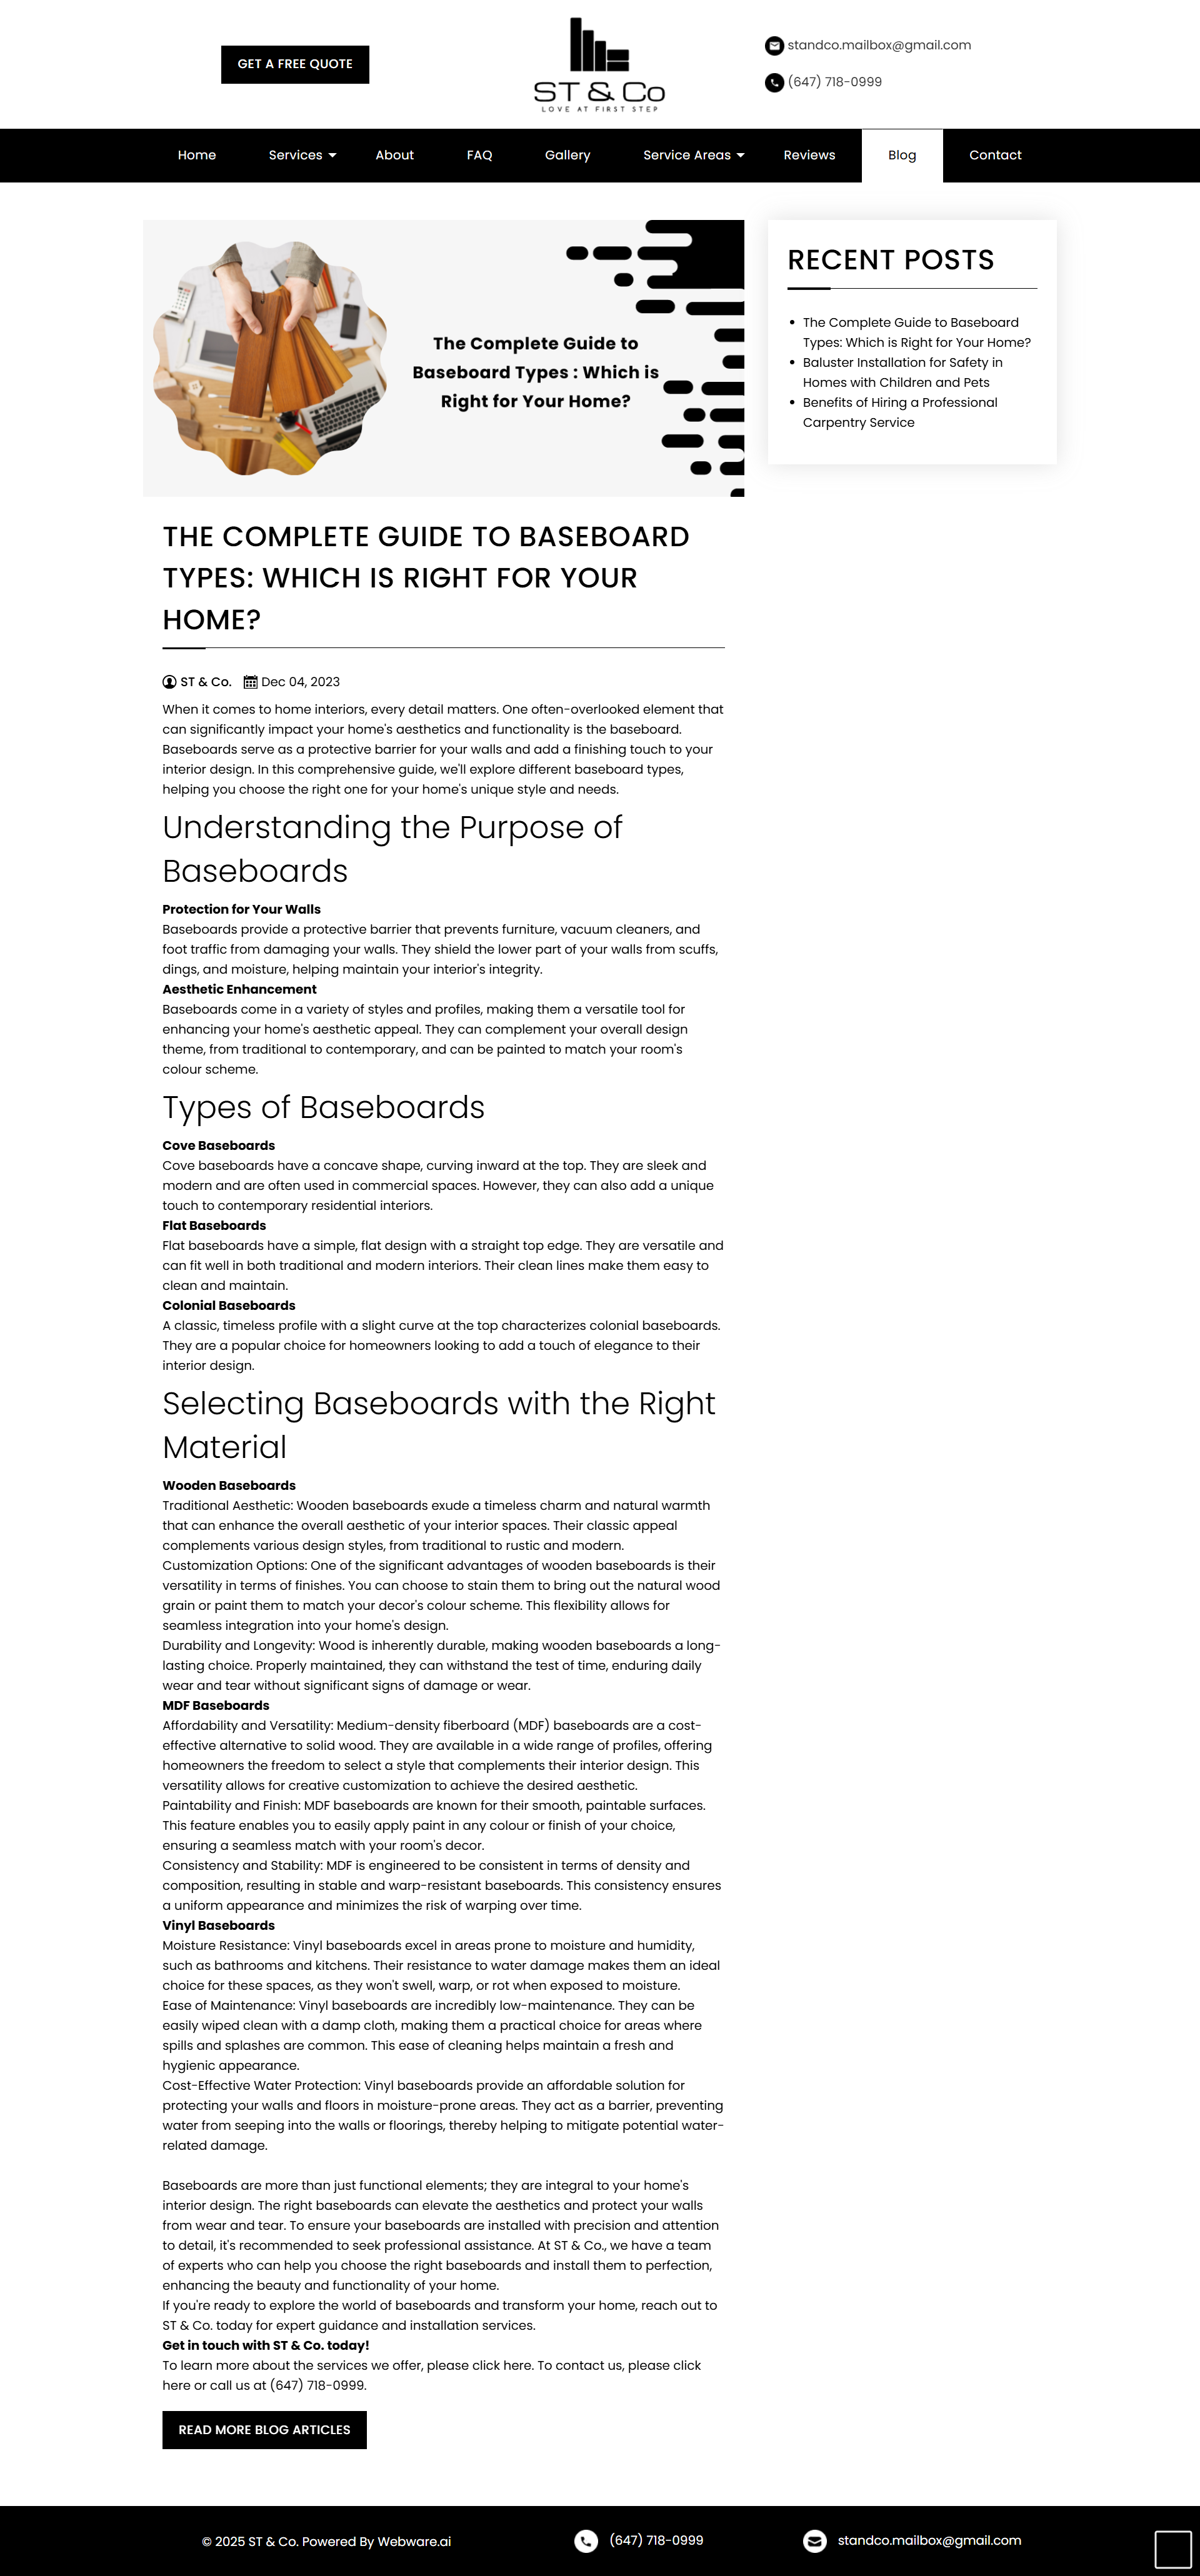 GET A FREE QUOTE
ST & Co
LOVE AT FIRST STEP
standco.mailbox@gmail.com
(647) 718-0999
Home
Services
About
FAQ
Gallery
Service Areas
Reviews
Blog
Contact
The Complete Guide to
Baseboard Types : Which is
Right for Your Home?
RECENT POSTS
The Complete Guide to Baseboard
Types: Which is Right for Your Home?
Baluster Installation for Safety in
Homes with Children and Pets
Benefits of Hiring a Professional
Carpentry Service
THE COMPLETE GUIDE TO BASEBOARD
TYPES: WHICH IS RIGHT FOR YOUR
HOME?
ST & Co. Dec 04, 2023
When it comes to home interiors, every detail matters. One often-overlooked element that
can significantly impact your home's aesthetics and functionality is the baseboard.
Baseboards serve as a protective barrier for your walls and add a finishing touch to your
interior design. In this comprehensive guide, we'll explore different baseboard types,
helping you choose the right one for your home's unique style and needs.
Understanding the Purpose of
Baseboards
Protection for Your Walls
Baseboards provide a protective barrier that prevents furniture, vacuum cleaners, and
foot traffic from damaging your walls. They shield the lower part of your walls from scuffs,
dings, and moisture, helping maintain your interior's integrity.
Aesthetic Enhancement
Baseboards come in a variety of styles and profiles, making them a versatile tool for
enhancing your home's aesthetic appeal. They can complement your overall design
theme, from traditional to contemporary, and can be painted to match your room's
colour scheme.
Types of Baseboards
Cove Baseboards
Cove baseboards have a concave shape, curving inward at the top. They are sleek and
modern and are often used in commercial spaces. However, they can also add a unique
touch to contemporary residential interiors.
Flat Baseboards
Flat baseboards have a simple, flat design with a straight top edge. They are versatile and
can fit well in both traditional and modern interiors. Their clean lines make them easy to
clean and maintain.
Colonial Baseboards
A classic, timeless profile with a slight curve at the top characterizes colonial baseboards.
They are a popular choice for homeowners looking to add a touch of elegance to their
interior design.
Selecting Baseboards with the Right
Material
Wooden Baseboards
Traditional Aesthetic: Wooden baseboards exude a timeless charm and natural warmth
that can enhance the overall aesthetic of your interior spaces. Their classic appeal
complements various design styles, from traditional to rustic and modern.
Customization Options: One of the significant advantages of wooden baseboards is their
versatility in terms of finishes. You can choose to stain them to bring out the natural wood
grain or paint them to match your decor's colour scheme. This flexibility allows for
seamless integration into your home's design.
Durability and Longevity: Wood is inherently durable, making wooden baseboards a long-
lasting choice. Properly maintained, they can withstand the test of time, enduring daily
wear and tear without significant signs of damage or wear.
MDF Baseboards
Affordability and Versatility: Medium-density fiberboard (MDF) baseboards are a cost-
effective alternative to solid wood. They are available in a wide range of profiles, offering
homeowners the freedom to select a style that complements their interior design. This
versatility allows for creative customization to achieve the desired aesthetic.
Paintability and Finish: MDF baseboards are known for their smooth, paintable surfaces.
This feature enables you to easily apply paint in any colour or finish of your choice,
ensuring a seamless match with your room's decor.
Consistency and Stability: MDF is engineered to be consistent in terms of density and
composition, resulting in stable and warp-resistant baseboards. This consistency ensures
a uniform appearance and minimizes the risk of warping over time.
Vinyl Baseboards
Moisture Resistance: Vinyl baseboards excel in areas prone to moisture and humidity,
such as bathrooms and kitchens. Their resistance to water damage makes them an ideal
choice for these spaces, as they won't swell, warp, or rot when exposed to moisture.
Ease of Maintenance: Vinyl baseboards are incredibly low-maintenance. They can be
easily wiped clean with a damp cloth, making them a practical choice for areas where
spills and splashes are common. This ease of cleaning helps maintain a fresh and
hygienic appearance.
Cost-Effective Water Protection: Vinyl baseboards provide an affordable solution for
protecting your walls and floors in moisture-prone areas. They act as a barrier, preventing
water from seeping into the walls or floorings, thereby helping to mitigate potential water-
related damage.
Baseboards are more than just functional elements; they are integral to your home's
interior design. The right baseboards can elevate the aesthetics and protect your walls
from wear and tear. To ensure your baseboards are installed with precision and attention
to detail, it's recommended to seek professional assistance. At ST & Co., we have a team
of experts who can help you choose the right baseboards and install them to perfection,
enhancing the beauty and functionality of your home.
If you're ready to explore the world of baseboards and transform your home, reach out to
ST & Co. today for expert guidance and installation services.
Get in touch with ST & Co. today!
To learn more about the services we offer, please click here. To contact us, please click
here or call us at (647) 718-0999.
READ MORE BLOG ARTICLES
© 2025 ST & Co. Powered By Webware.ai
(647) 718-0999
standco.mailbox@gmail.com